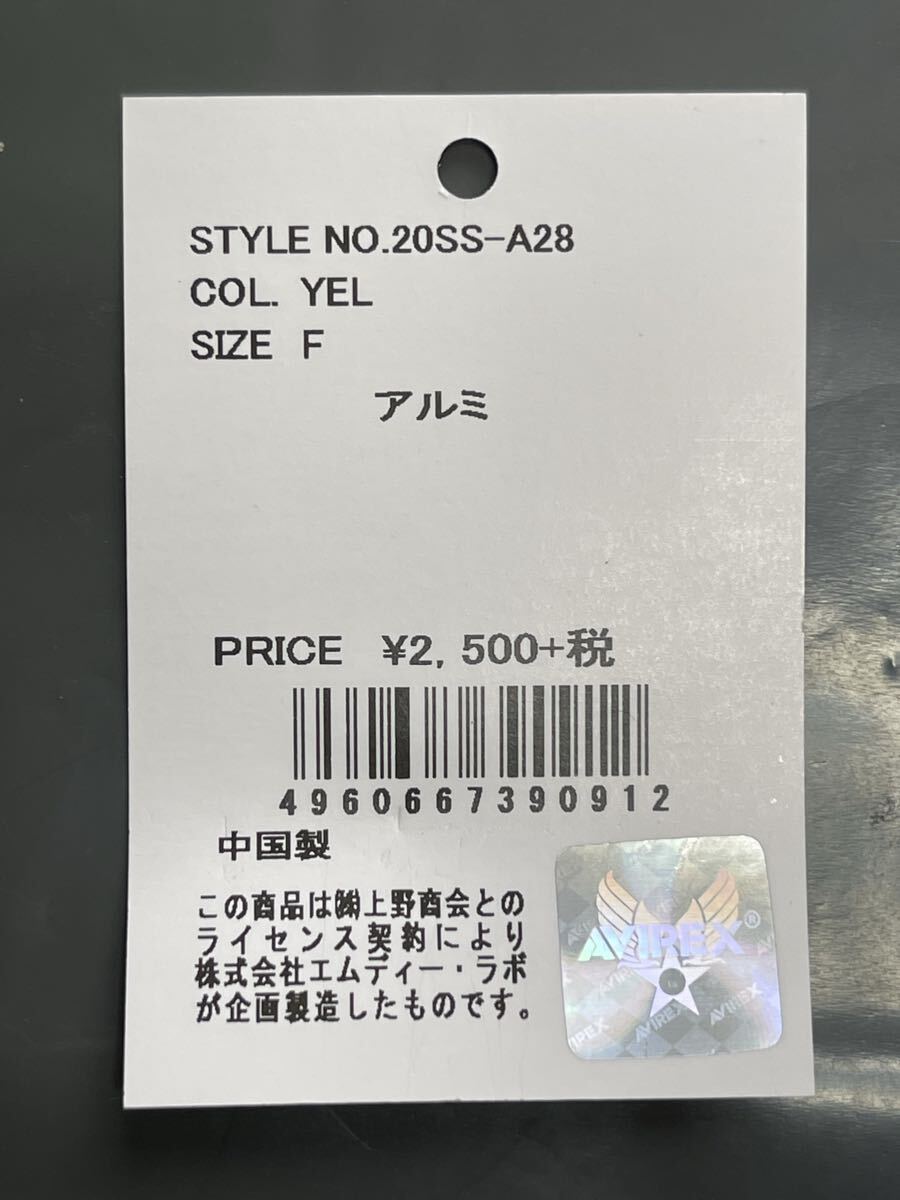 STYLE NO.20SS-A28
COL. YEL
SIZE F
アルミ
PRICE ¥2,500+税
4960667390912
中国製
この商品は㈱上野商会との
ライセンス契約により
株式会社エムディー・ラボ
が企画製造したものです。
AVIREX®
AVIREX
AVIREX
AVIREX